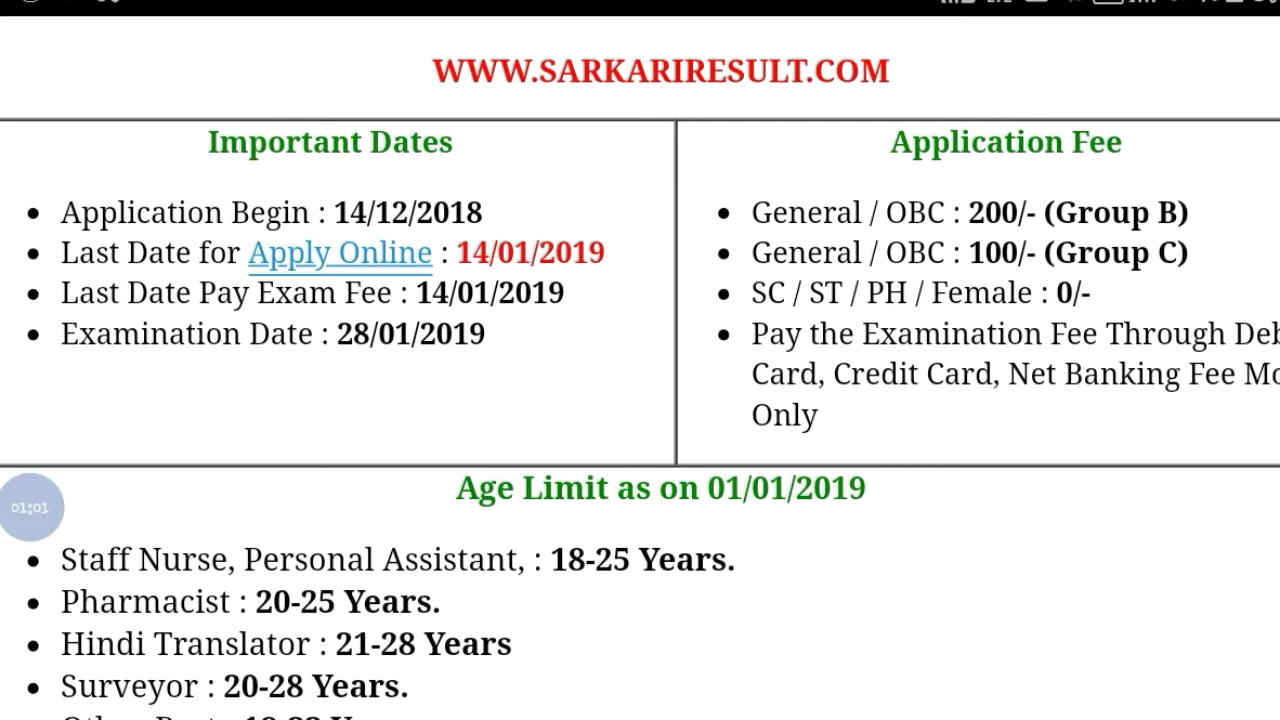 WWW.SARKARIRESULT.COM
Important Dates
Application Begin : 14/12/2018
Last Date for Apply Online : 14/01/2019
Last Date Pay Exam Fee : 14/01/2019
Examination Date : 28/01/2019
Application Fee
General / OBC : 200/- (Group B)
General / OBC : 100/- (Group C)
SC / ST / PH / Female : 0/-
Pay the Examination Fee Through
Card, Credit Card, Net Banking Fee
Only
Age Limit as on 01/01/2019
01:01
Staff Nurse, Personal Assistant, : 18-25 Years.
Pharmacist : 20-25 Years.
Hindi Translator : 21-28 Years
Surveyor : 20-28 Years.